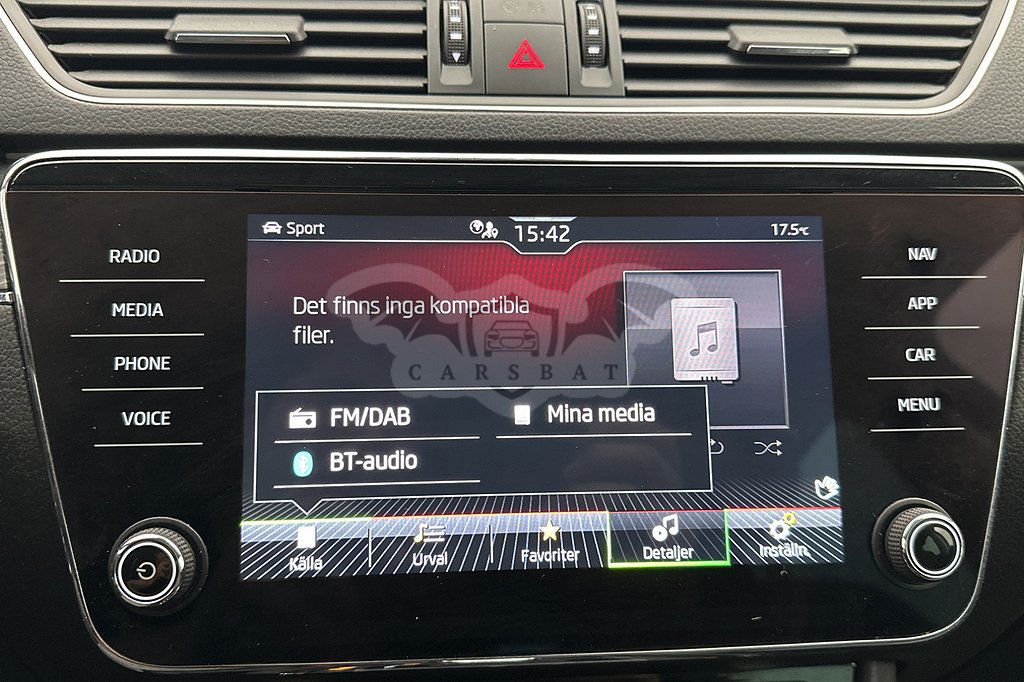 Sport
15:42
17.5°C
RADIO
MEDIA
PHONE
VOICE
NAV
APP
CAR
MENU
Det finns inga kompatibla
filer.
CARSBAT
FM/DAB
Mina media
BT-audio
Källa
Urval
Favoriter
Detaljer
Inställn.